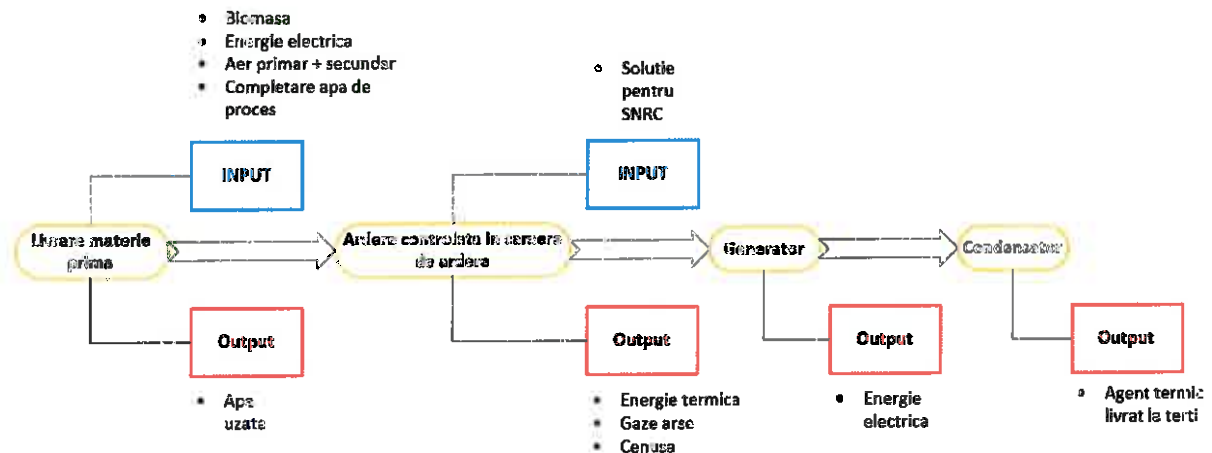 • Biomasa
• Energie electrica
• Aer primar + secundar
• Completare apa de
proces
• Solutie
pentru
SNRC
INPUT
INPUT
Livrare materie
prima
Ardere controlata in camera
de ardere
Generator
Condensator
Output
Output
Output
Output
• Apa
uzata
• Energie termica
• Gaze arse
• Cenusa
• Energie
electrica
• Agent termic
livrat la terti